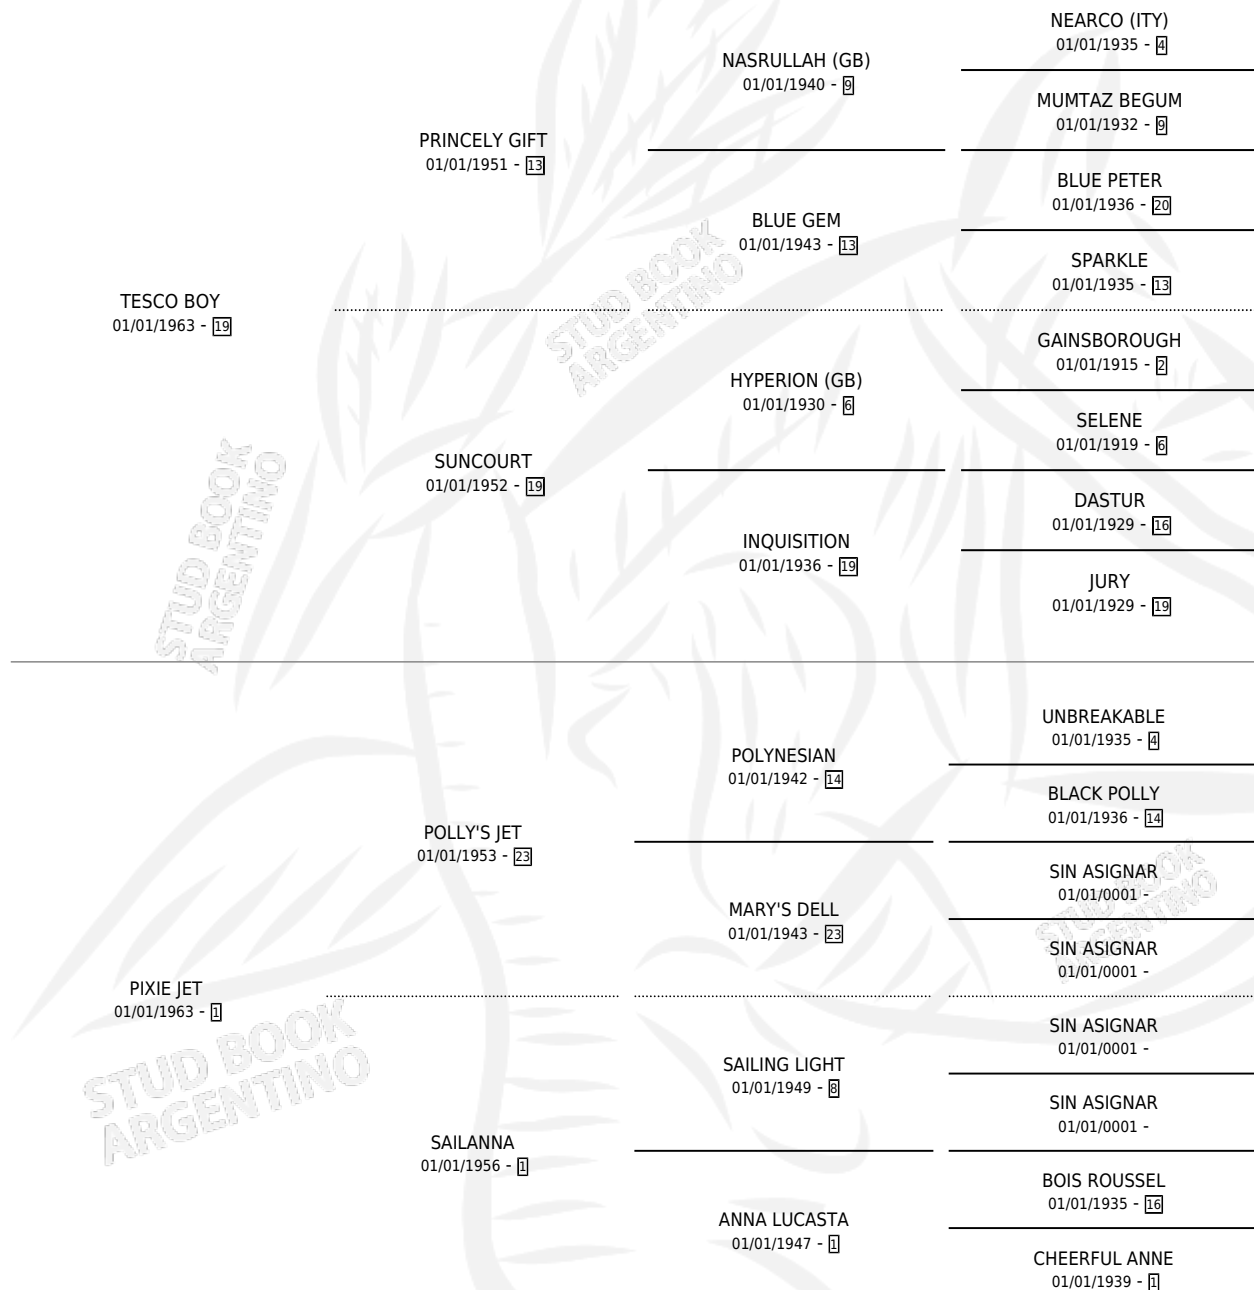 NEARCO (ITY)
01/01/1935 - 4
NASRULLAH (GB)
01/01/1940 - 9
MUMTAZ BEGUM
01/01/1932 - 9
PRINCELY GIFT
01/01/1951 - 13
BLUE PETER
01/01/1936 - 20
BLUE GEM
01/01/1943 - 13
SPARKLE
01/01/1935 - 13
TESCO BOY
01/01/1963 - 19
STUD BOOK
ARGENTINO
GAINSBOROUGH
01/01/1915 - 2
HYPERION (GB)
01/01/1930 - 6
SELENE
01/01/1919 - 6
SUNCOURT
01/01/1952 - 19
DASTUR
01/01/1929 - 16
INQUISITION
01/01/1936 - 19
JURY
01/01/1929 - 19
STUD BOOK
ARGENTINO
UNBREAKABLE
01/01/1935 - 4
POLYNESIAN
01/01/1942 - 14
BLACK POLLY
01/01/1936 - 14
POLLY'S JET
01/01/1953 - 23
SIN ASIGNAR
01/01/0001 -
MARY'S DELL
01/01/1943 - 23
SIN ASIGNAR
01/01/0001 -
STUD BOOK
ARGENTINO
PIXIE JET
01/01/1963 - 1
SIN ASIGNAR
01/01/0001 -
SAILING LIGHT
01/01/1949 - 8
SIN ASIGNAR
01/01/0001 -
STUD BOOK
ARGENTINO
SAILANNA
01/01/1956 - 1
BOIS ROUSSEL
01/01/1935 - 16
ANNA LUCASTA
01/01/1947 - 1
CHEERFUL ANNE
01/01/1939 - 1